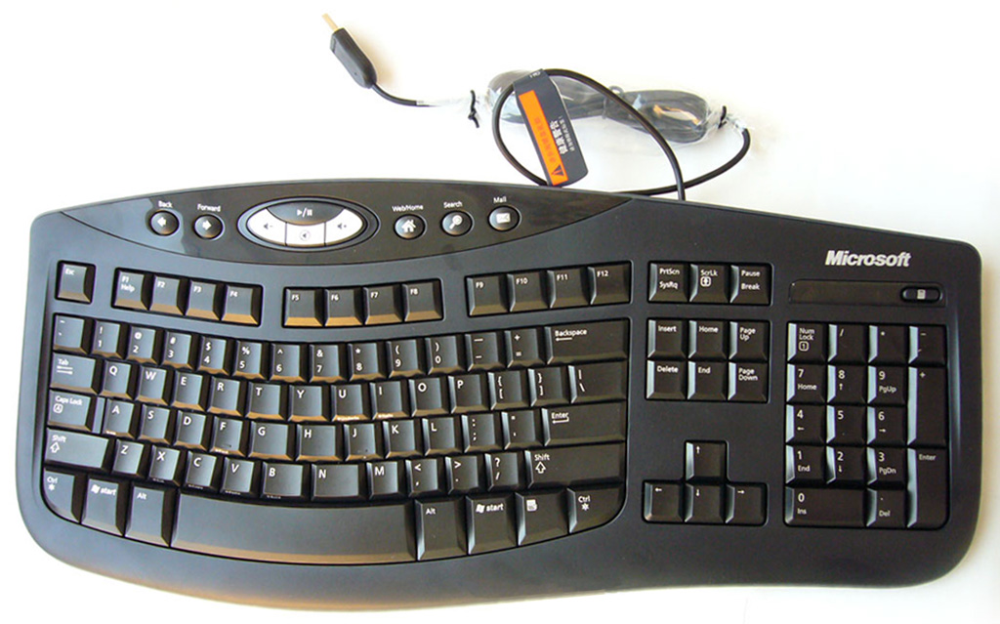 Back Forward Web/Home Search Mail
Microsoft
Esc F1 Help F2 F3 F4 F5 F6 F7 F8 F9 F10 F11 F12 PrtScn SysRq ScrLk Pause Break
~ ` ! 1 @ 2 # 3 $ 4 % 5 ^ 6 & 7 * 8 ( 9 ) 0 — - + = Backspace Insert Home Page Up Num Lock / * -
Tab Q W E R T Y U I O P { [ } ] | \ Delete End Page Down 7 Home 8 ↑ 9 PgUp +
Caps Lock A S D F G H J K L : ; " ' Enter 4 ← 5 6 →
Shift Z X C V B N M < , > . ? / Shift ↑ 1 End 2 ↓ 3 PgDn Enter
Ctrl start Alt Alt start Ctrl ← ↓ → 0 Ins . Del
健康警告